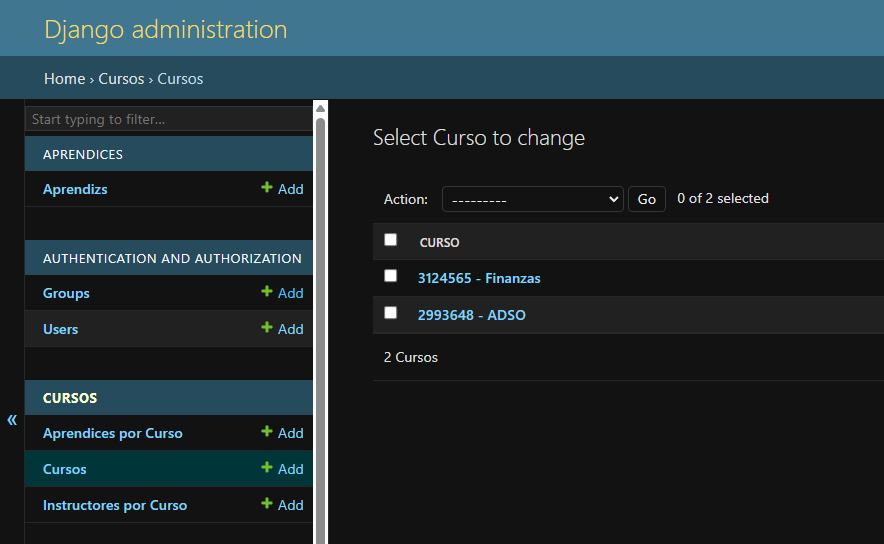 Django administration
Home › Cursos › Cursos
Start typing to filter...
APRENDICES
Aprendizs + Add
AUTHENTICATION AND AUTHORIZATION
Groups + Add
Users + Add
CURSOS
Aprendices por Curso + Add
Cursos + Add
Instructores por Curso + Add
«
Select Curso to change
Action: --------- Go 0 of 2 selected
CURSO
3124565 - Finanzas
2993648 - ADSO
2 Cursos